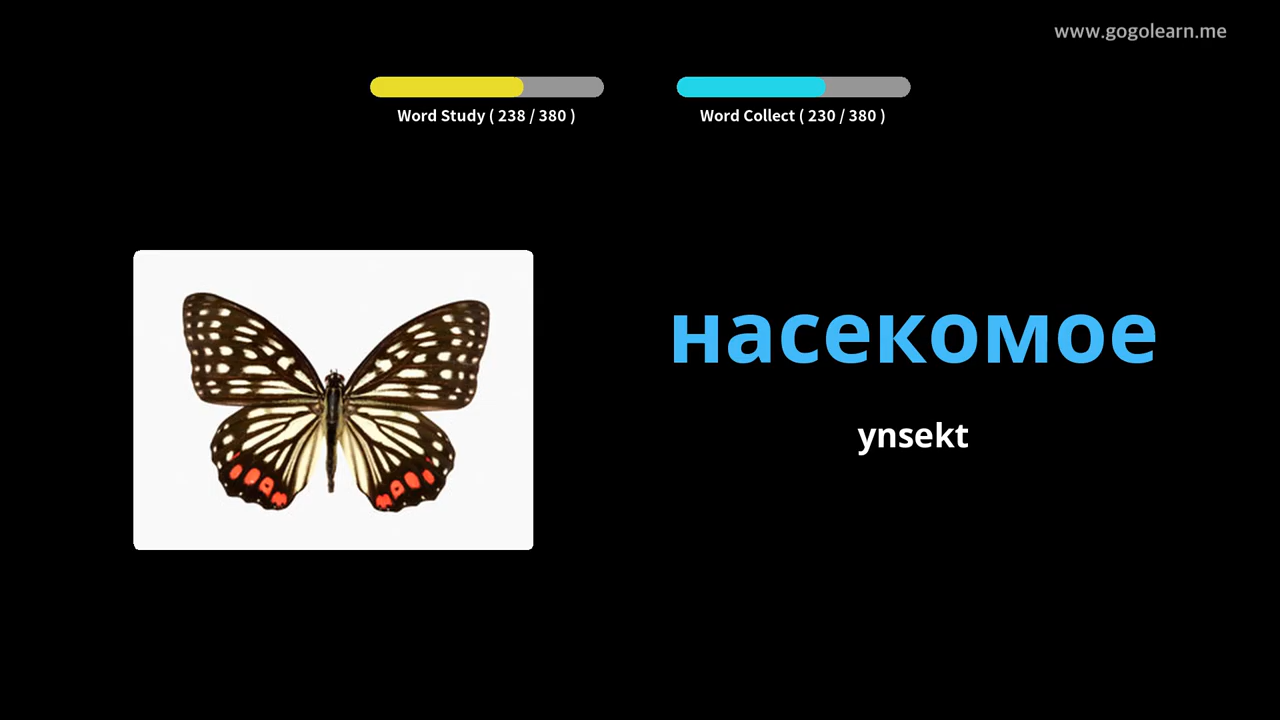 www.gogolearn.me
Word Study ( 238 / 380 )
Word Collect ( 230 / 380 )
насекомое
ynsekt